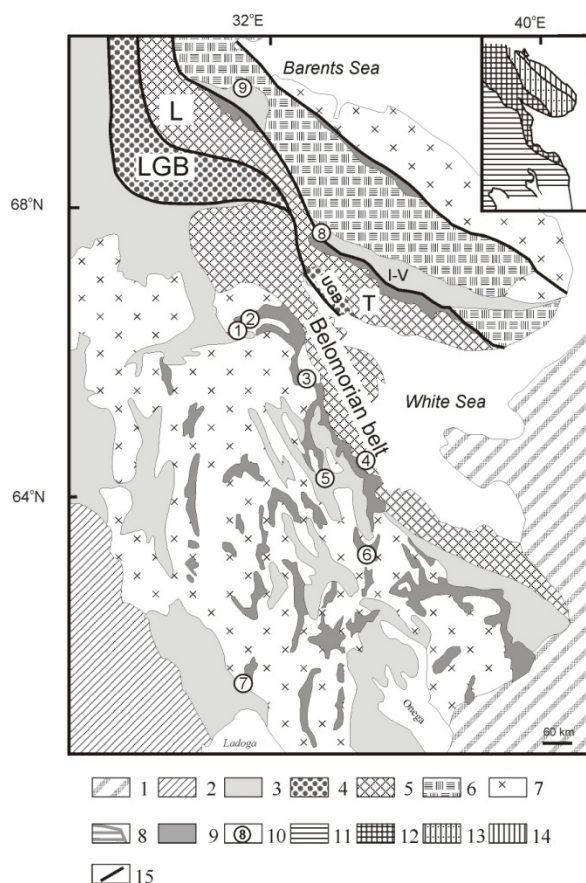 32°E 40°E
Barents Sea
9
L
LGB
68°N
8
I-V
UGB
T
1 2
Belomorian belt
3
White Sea
4
5
64°N
6
7
Onega
Ladoga
60 km
1 2 3 4 5 6 7
8 9 8 10 11 12 13 14
15